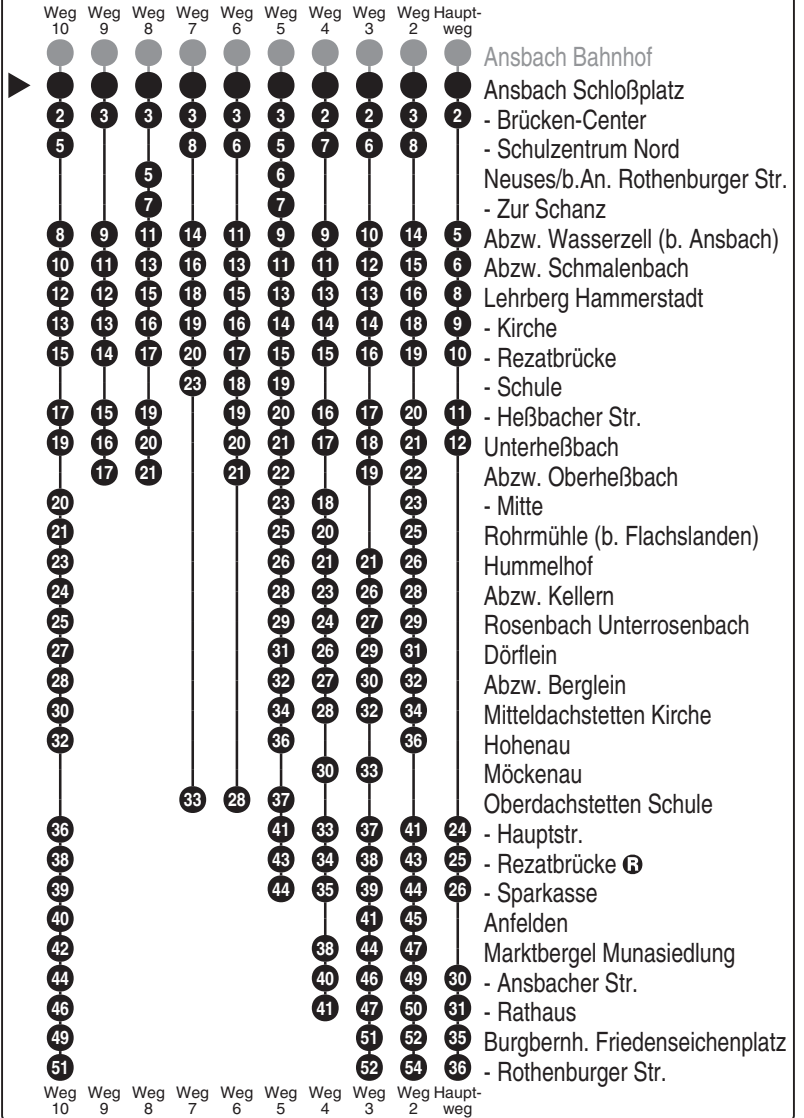 Weg Weg Weg Weg Weg Weg Weg Weg Weg Haupt-
10 9 8 7 6 5 4 3 2 weg
Ansbach Bahnhof
Ansbach Schloßplatz
2 3 3 3 3 3 2 2 3 2 - Brücken-Center
5 8 6 5 7 6 8 - Schulzentrum Nord
5 6 Neuses/b.An. Rothenburger Str.
7 7 - Zur Schanz
8 9 11 14 11 9 9 10 14 5 Abzw. Wasserzell (b. Ansbach)
10 11 13 16 13 11 11 12 15 6 Abzw. Schmalenbach
12 12 15 18 15 13 13 13 16 8 Lehrberg Hammerstadt
13 13 16 19 16 14 14 14 18 9 - Kirche
15 14 17 20 17 15 15 16 19 10 - Rezatbrücke
23 18 19 - Schule
17 15 19 19 20 16 17 20 11 - Heßbacher Str.
19 16 20 20 21 17 18 21 12 Unterheßbach
17 21 21 22 19 22 Abzw. Oberheßbach
20 23 18 23 - Mitte
21 25 20 25 Rohrmühle (b. Flachslanden)
23 26 21 21 26 Hummelhof
24 28 23 26 28 Abzw. Kellern
25 29 24 27 29 Rosenbach Unterrosenbach
27 31 26 29 31 Dörflein
28 32 27 30 32 Abzw. Berglein
30 34 28 32 34 Mitteldachstetten Kirche
32 36 36 Hohenau
30 33 Möckenau
33 28 37 Oberdachstetten Schule
36 41 33 37 41 24 - Hauptstr.
38 43 34 38 43 25 - Rezatbrücke R
39 44 35 39 44 26 - Sparkasse
40 41 45 Anfelden
42 38 44 47 Marktbergel Munasiedlung
44 40 46 49 30 - Ansbacher Str.
46 41 47 50 31 - Rathaus
49 51 52 35 Burgbernh. Friedenseichenplatz
51 52 54 36 - Rothenburger Str.
Weg Weg Weg Weg Weg Weg Weg Weg Weg Haupt-
10 9 8 7 6 5 4 3 2 weg